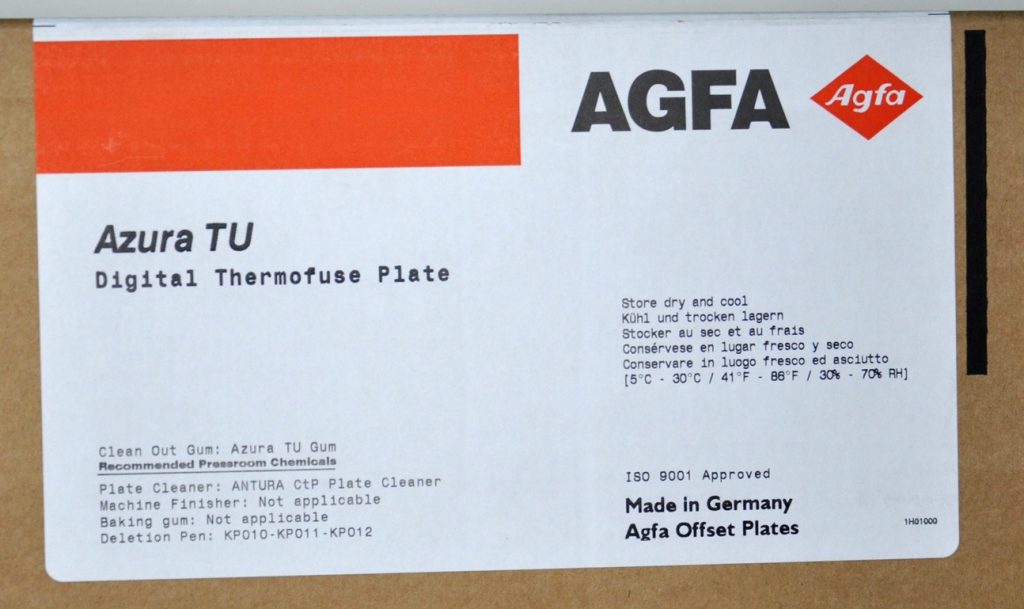 AGFA
Agfa
Azura TU
Digital Thermofuse Plate
Store dry and cool
Kühl und trocken lagern
Stocker au sec et au frais
Consérvese en lugar fresco y seco
Conservare in luogo fresco ed asciutto
[5°C - 30°C / 41°F - 86°F / 30% - 70% RH]
Clean Out Gum: Azura TU Gum
Recommended Pressroom Chemicals
Plate Cleaner: ANTURA CtP Plate Cleaner
Machine Finisher: Not applicable
Baking gum: Not applicable
Deletion Pen: KP010-KP011-KP012
ISO 9001 Approved
Made in Germany
Agfa Offset Plates
1H01000